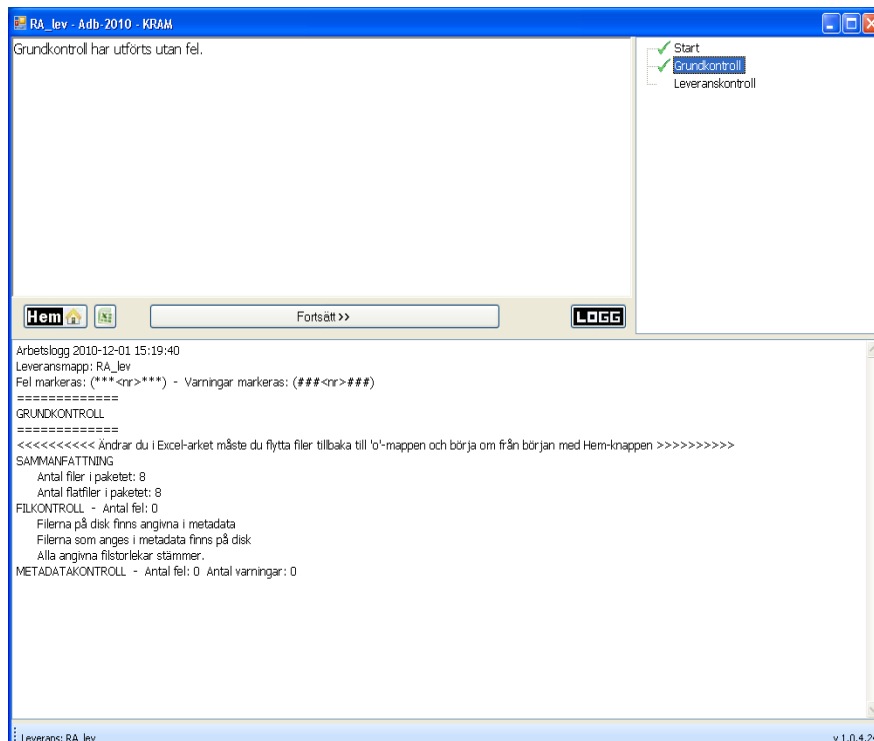 RA_lev - Adb-2010 - KRAM
Grundkontroll har utförts utan fel.
Start
Grundkontroll
Leveranskontroll
Hem
Fortsätt >>
LOGG
Arbetslogg 2010-12-01 15:19:40
Leveransmapp: RA_lev
Fel markeras: (***<nr>***) - Varningar markeras: (###<nr>###)
=============
GRUNDKONTROLL
=============
<<<<<<<<<< Ändrar du i Excel-arket måste du flytta filer tillbaka till 'o'-mappen och börja om från början med Hem-knappen >>>>>>>>>>
SAMMANFATTNING
Antal filer i paketet: 8
Antal flatfiler i paketet: 8
FILKONTROLL - Antal fel: 0
Filerna på disk finns angivna i metadata
Filerna som anges i metadata finns på disk
Alla angivna filstorlekar stämmer.
METADATAKONTROLL - Antal fel: 0 Antal varningar: 0
Leverans: RA_lev
v 1.0.4.24